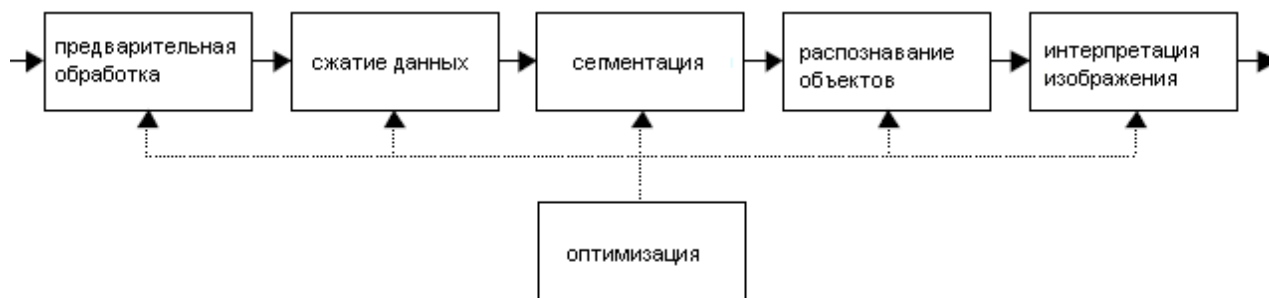 предварительная
обработка
сжатие данных
сегментация
распознавание
объектов
интерпретация
изображения
оптимизация